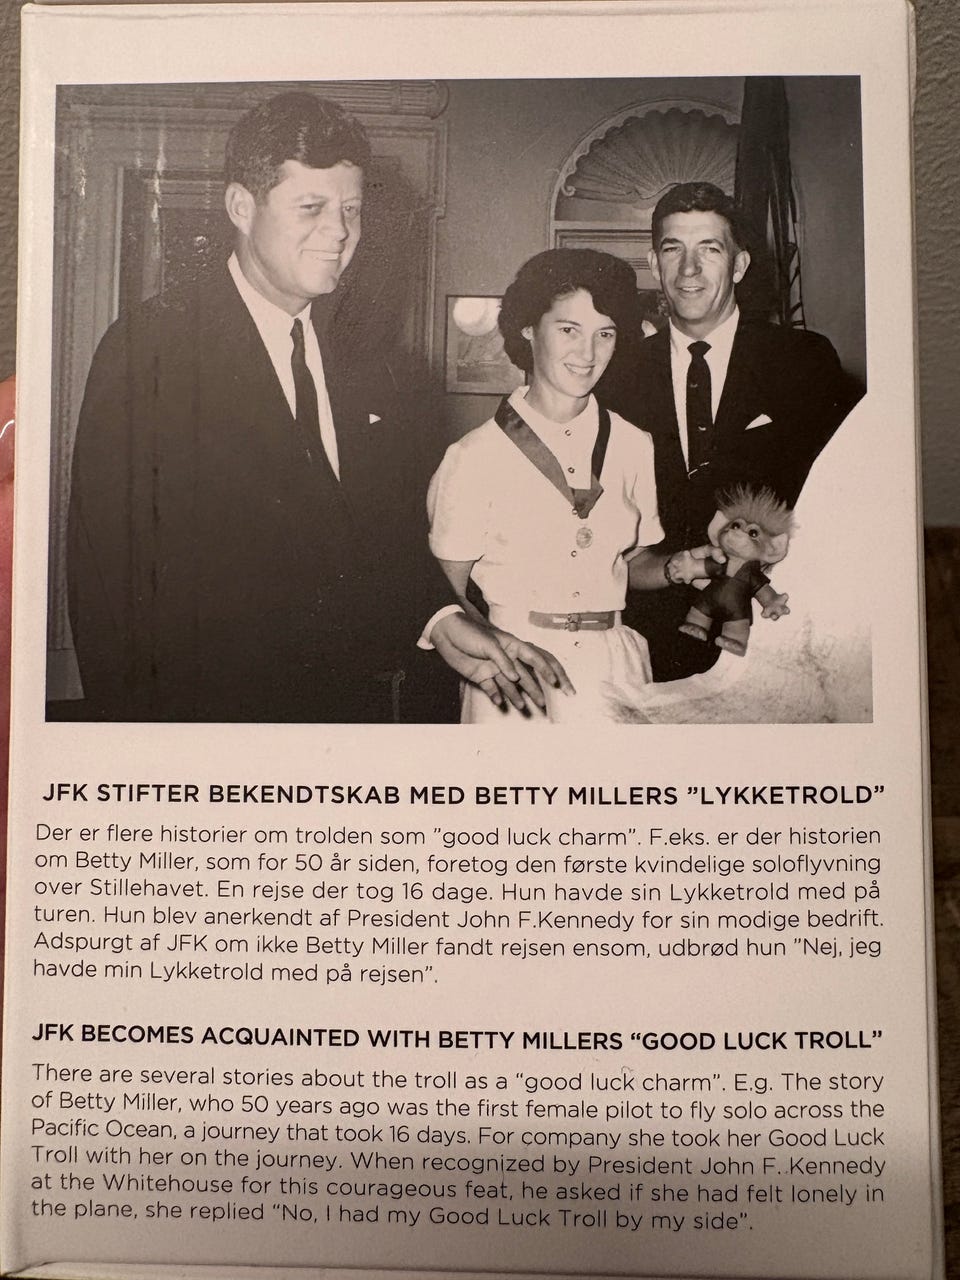 JFK STIFTER BEKENDTSKAB MED BETTY MILLERS ”LYKKETROLD”
Der er flere historier om trolden som ”good luck charm”. F.eks. er der historien
om Betty Miller, som for 50 år siden, foretog den første kvindelige soloflyvning
over Stillehavet. En rejse der tog 16 dage. Hun havde sin Lykketrold med på
turen. Hun blev anerkendt af President John F.Kennedy for sin modige bedrift.
Adspurgt af JFK om ikke Betty Miller fandt rejsen ensom, udbrød hun ”Nej, jeg
havde min Lykketrold med på rejsen”.
JFK BECOMES ACQUAINTED WITH BETTY MILLERS “GOOD LUCK TROLL”
There are several stories about the troll as a “good luck charm”. E.g. The story
of Betty Miller, who 50 years ago was the first female pilot to fly solo across the
Pacific Ocean, a journey that took 16 days. For company she took her Good Luck
Troll with her on the journey. When recognized by President John F. Kennedy
at the Whitehouse for this courageous feat, he asked if she had felt lonely in
the plane, she replied “No, I had my Good Luck Troll by my side”.